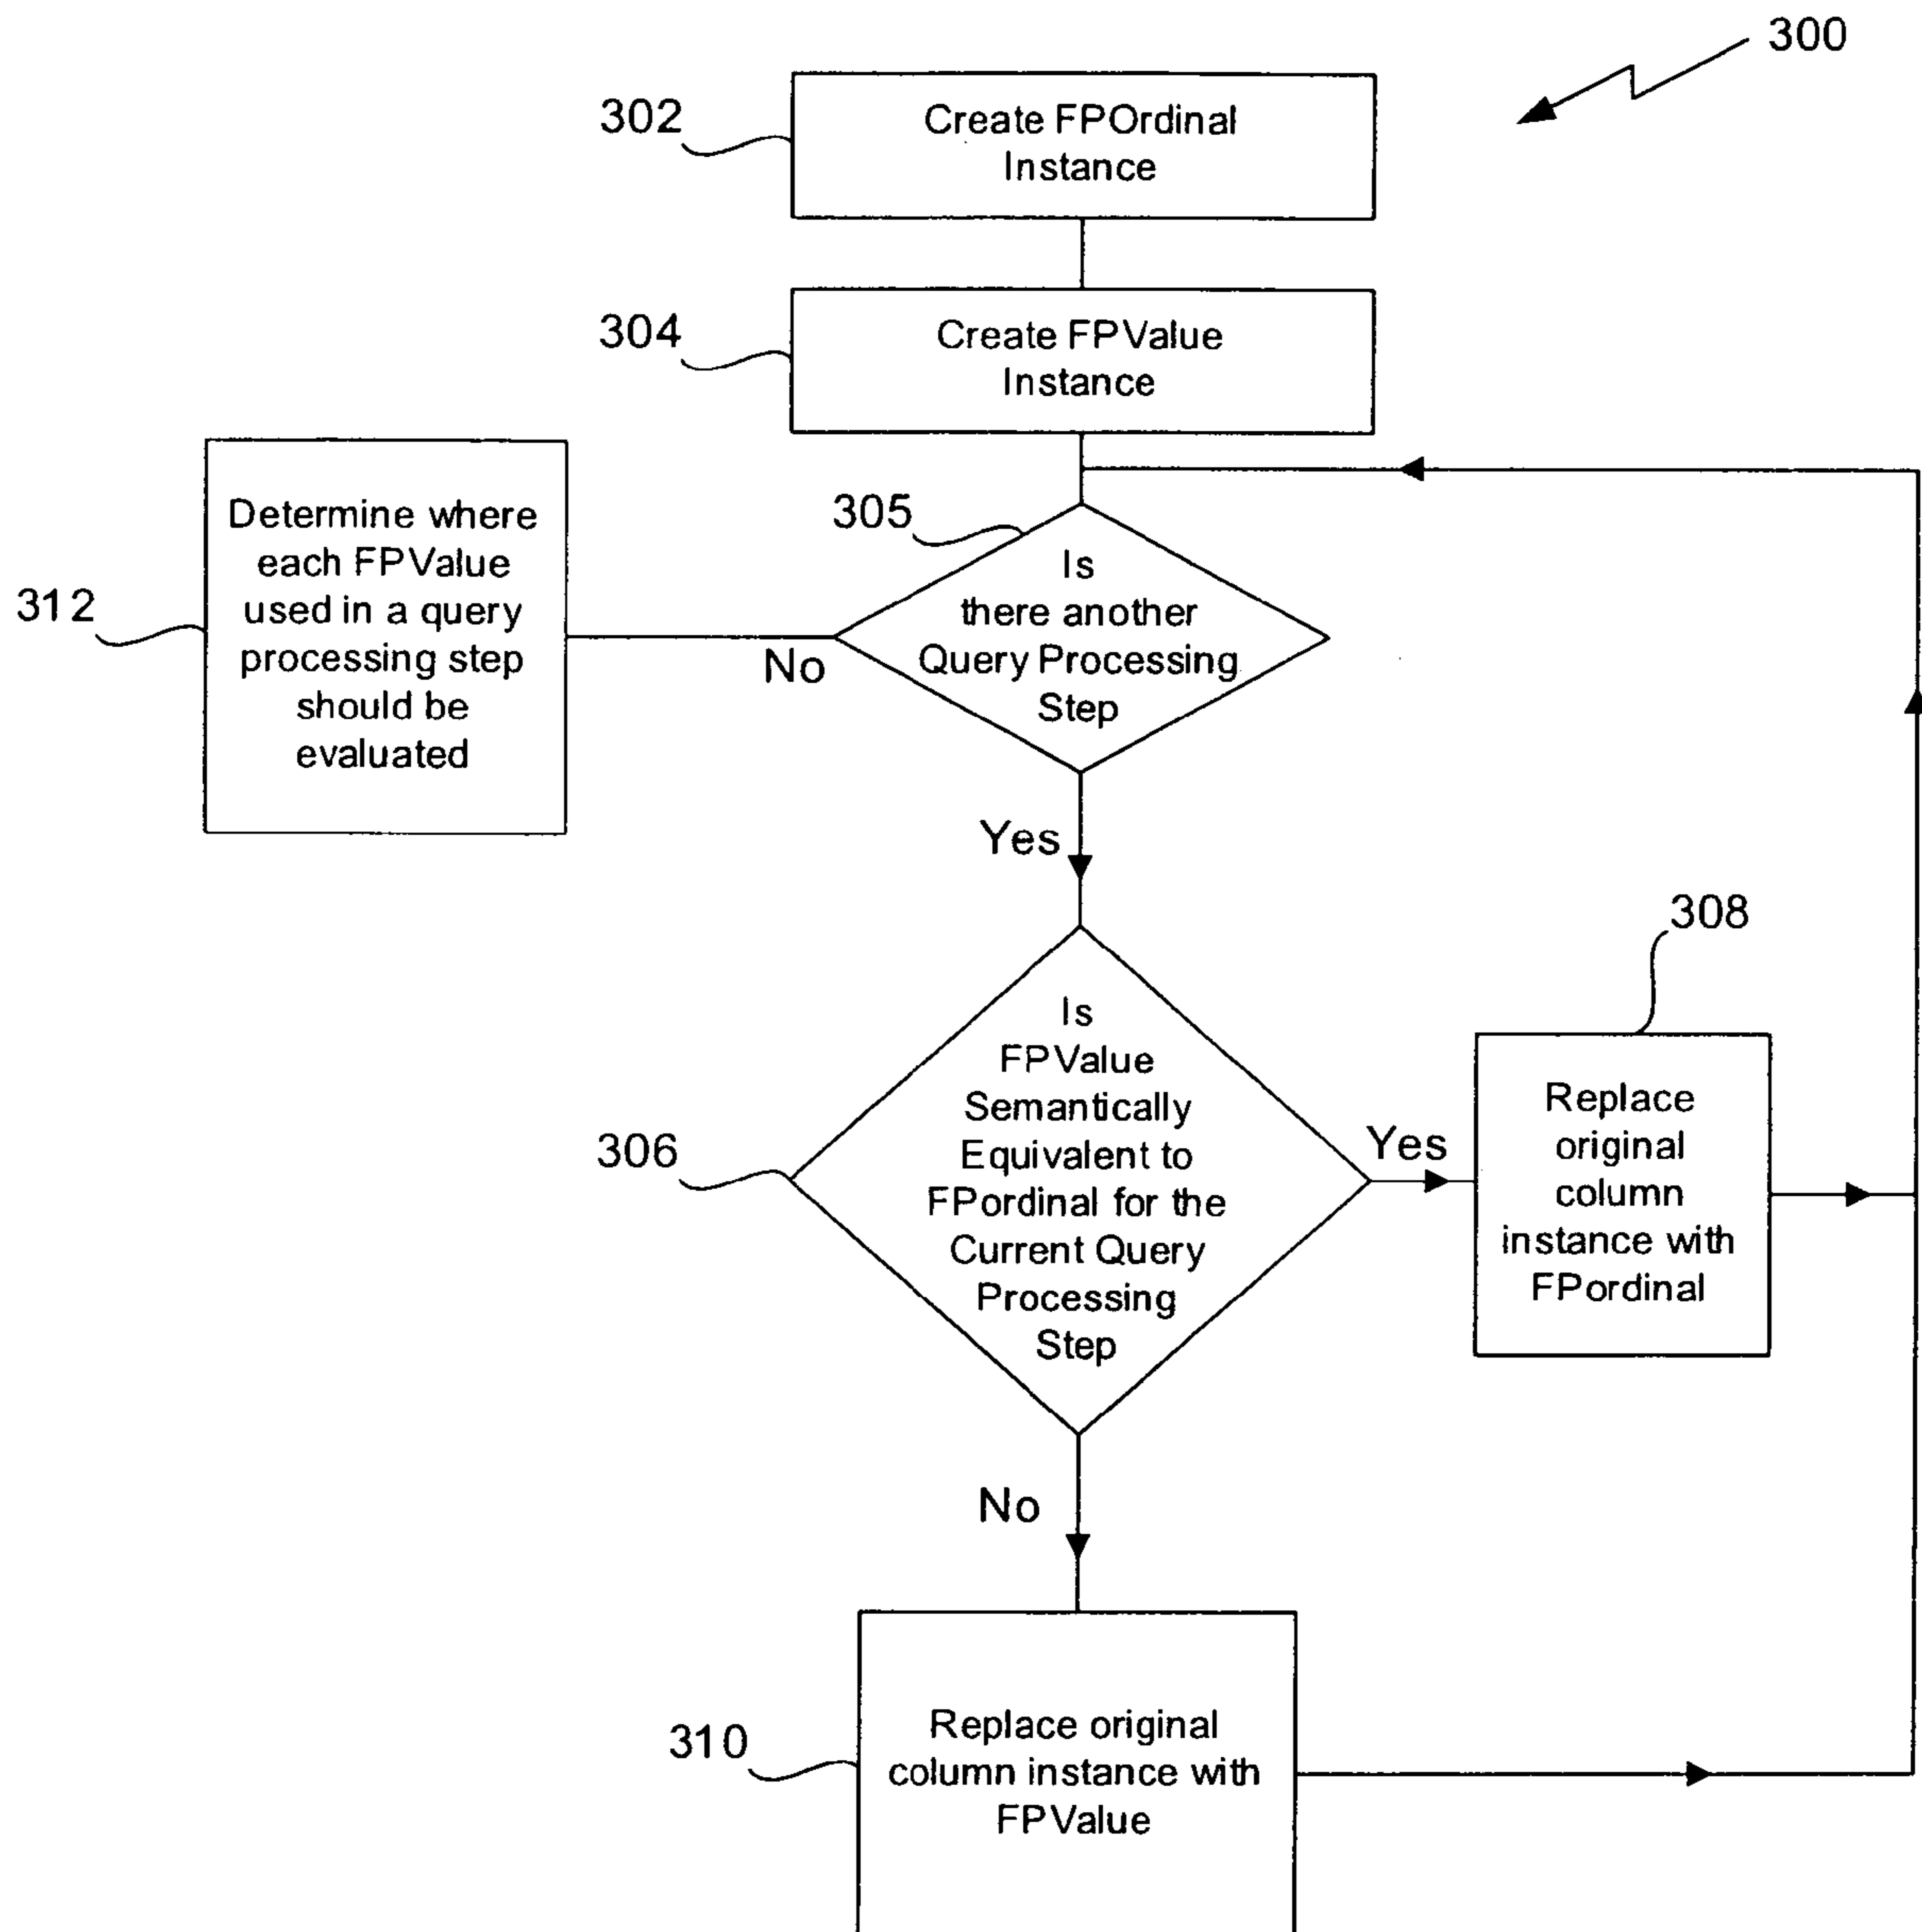 300
302
Create FPOrdinal
Instance
304
Create FPValue
Instance
305
Is
there another
Query Processing
Step
No
312
Determine where
each FPValue
used in a query
processing step
should be
evaluated
Yes
306
Is
FPValue
Semantically
Equivalent to
FPordinal for the
Current Query
Processing
Step
Yes
308
Replace
original
column
instance with
FPordinal
No
310
Replace original
column instance with
FPValue